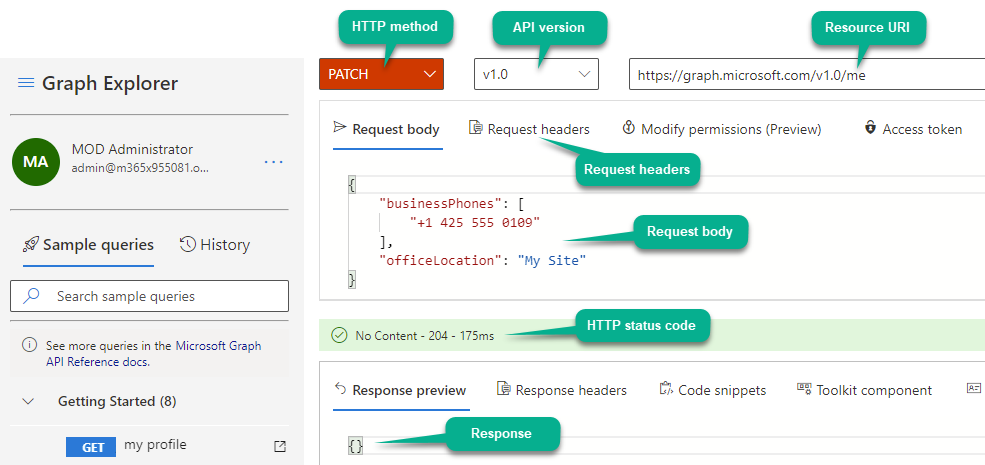 HTTP method
API version
Resource URI
Graph Explorer
PATCH
v1.0
https://graph.microsoft.com/v1.0/me
MA
MOD Administrator
admin@m365x955081.o...
...
Request body
Request headers
Modify permissions (Preview)
Access token
Request headers
{
"businessPhones": [
"+1 425 555 0109"
],
"officeLocation": "My Site"
}
Request body
Sample queries
History
Search sample queries
See more queries in the Microsoft Graph
API Reference docs.
Getting Started (8)
GET
my profile
No Content - 204 - 175ms
HTTP status code
Response preview
Response headers
Code snippets
Toolkit component
{}
Response